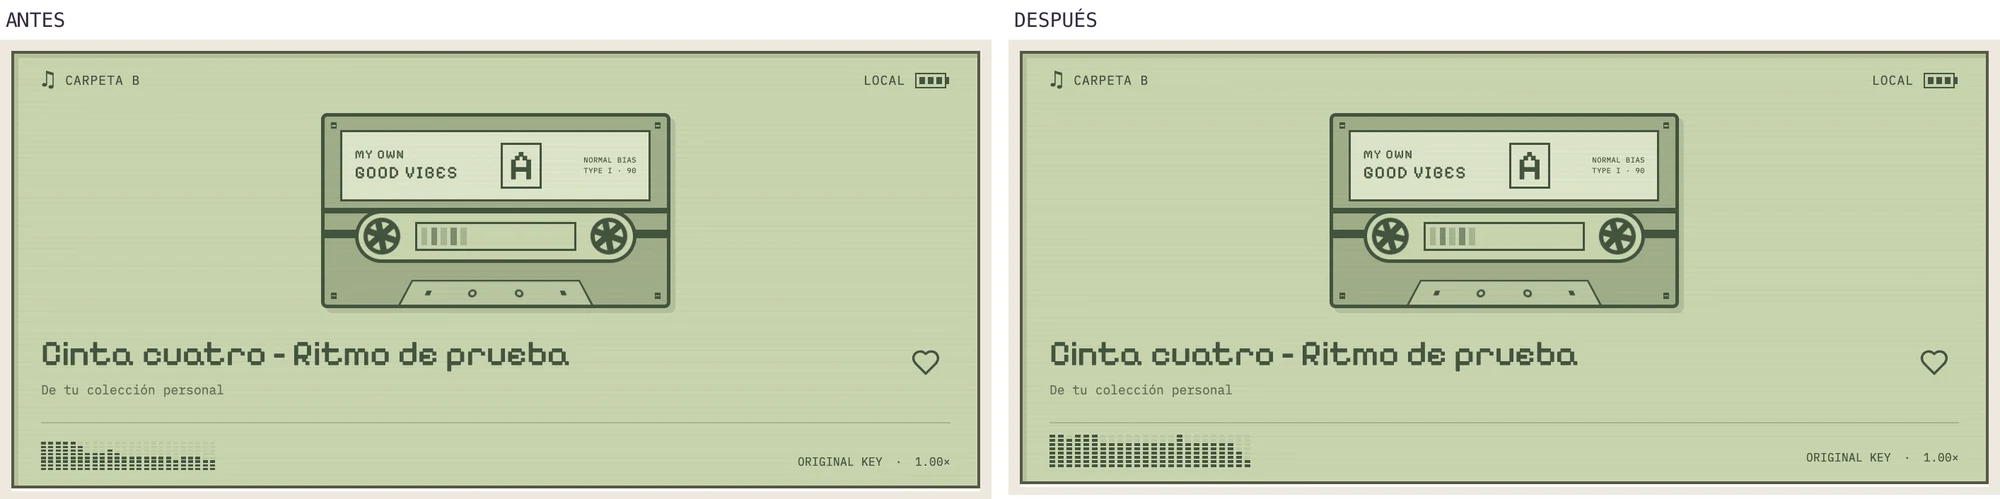 ANTES
♫ CARPETA B
LOCAL
MY OWN
GOOD VIBES
A
NORMAL BIAS
TYPE I · 90
Cinta cuatro - Ritmo de prueba
De tu colección personal
ORIGINAL KEY · 1.00×
DESPUÉS
♫ CARPETA B
LOCAL
MY OWN
GOOD VIBES
A
NORMAL BIAS
TYPE I · 90
Cinta cuatro - Ritmo de prueba
De tu colección personal
ORIGINAL KEY · 1.00×